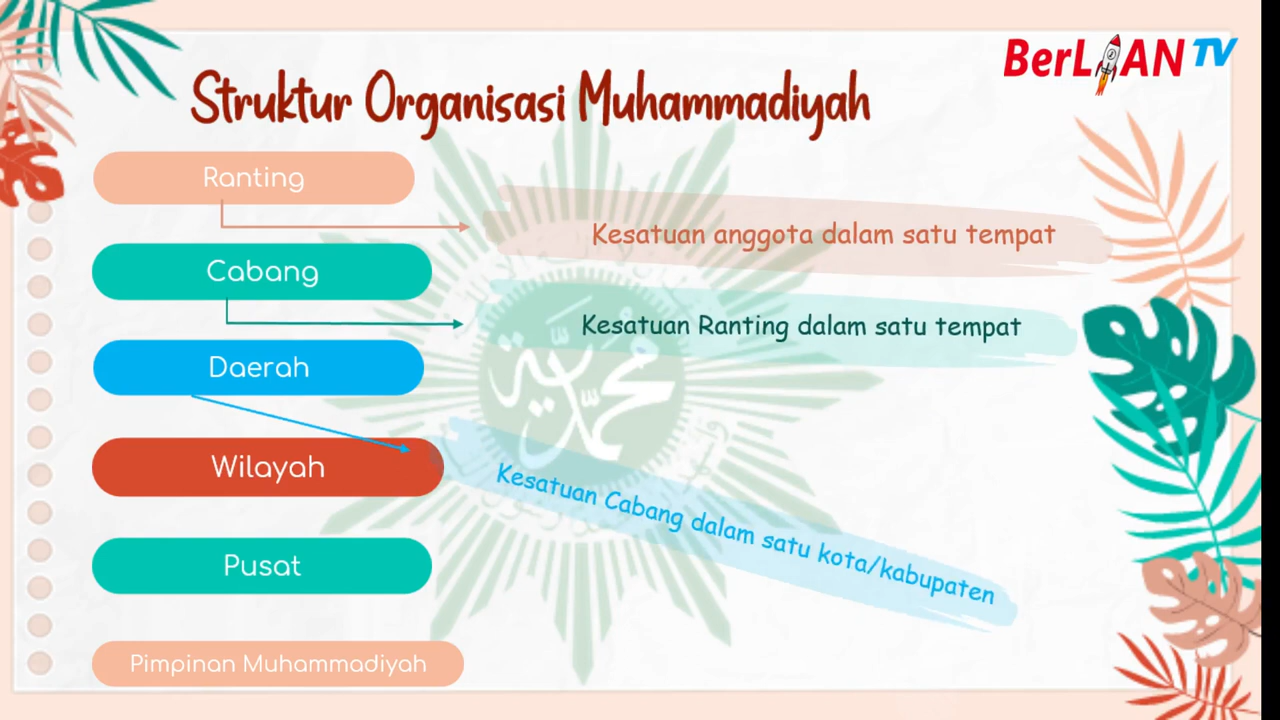 BerLIAN TV
Struktur Organisasi Muhammadiyah
Ranting
Kesatuan anggota dalam satu tempat
Cabang
Kesatuan Ranting dalam satu tempat
Daerah
محمدية
Wilayah
Kesatuan Cabang dalam satu kota/kabupaten
Pusat
Pimpinan Muhammadiyah